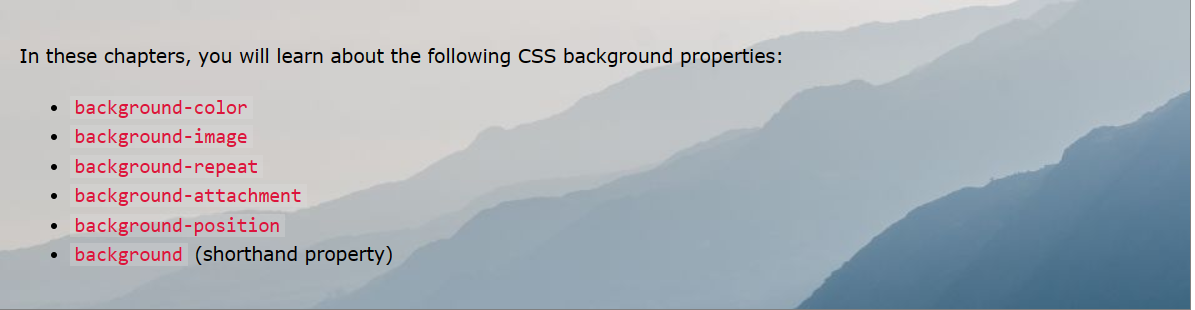 In these chapters, you will learn about the following CSS background properties:
• background-color
• background-image
• background-repeat
• background-attachment
• background-position
• background (shorthand property)